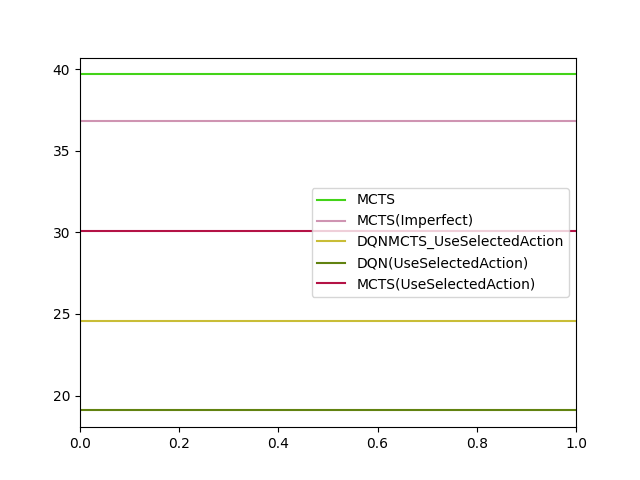 40
35
30
25
20
MCTS
MCTS(Imperfect)
DQNMCTS_UseSelectedAction
DQN(UseSelectedAction)
MCTS(UseSelectedAction)
0.0 0.2 0.4 0.6 0.8 1.0